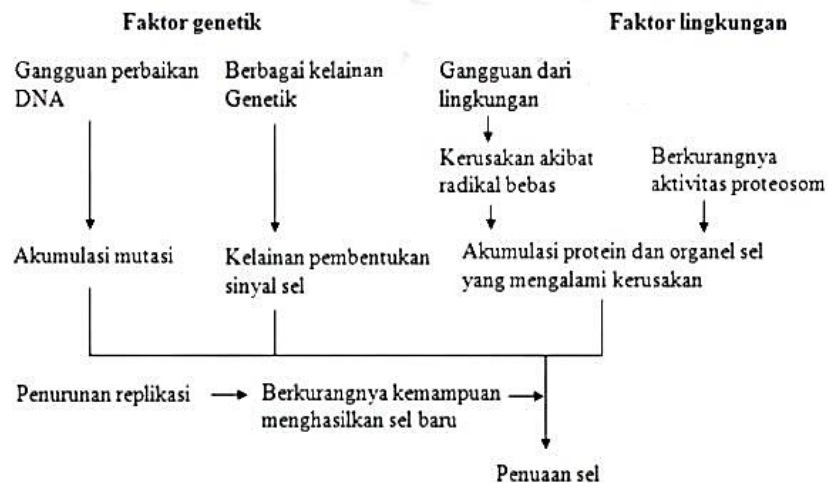 Faktor genetik
Faktor lingkungan
Gangguan perbaikan
DNA
Berbagai kelainan
Genetik
Gangguan dari
lingkungan
Kerusakan akibat
radikal bebas
Berkurangnya
aktivitas proteosom
Akumulasi mutasi
Kelainan pembentukan
sinyal sel
Akumulasi protein dan organel sel
yang mengalami kerusakan
Penurunan replikasi
Berkurangnya kemampuan
menghasilkan sel baru
Penuaan sel